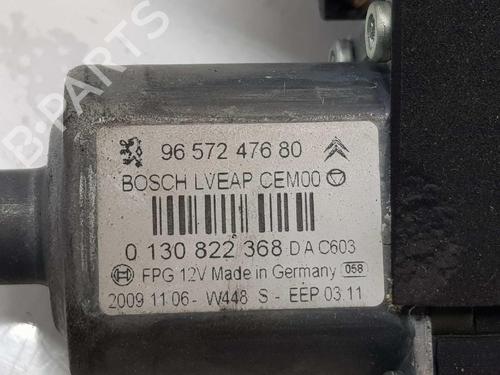 B-PARTS
96 572 476 80
BOSCH LVEAP CEM00
0 130 822 368 D A C603
FPG 12V Made in Germany 058
2009 11 06 - W448 S - EEP 03.11